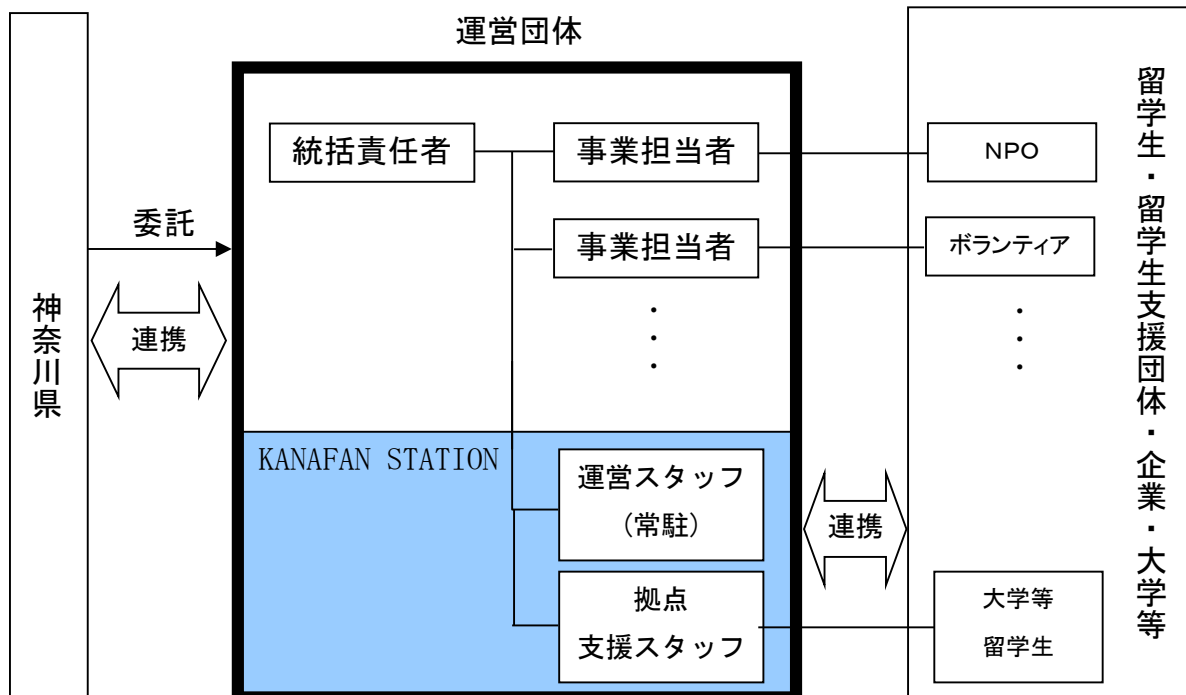 運営団体
神奈川県
委託
連携
統括責任者
事業担当者
事業担当者
・
・
・
KANAFAN STATION
運営スタッフ
(常駐)
拠点
支援スタッフ
連携
NPO
ボランティア
・
・
・
大学等
留学生
留学生・留学生支援団体・企業・大学等